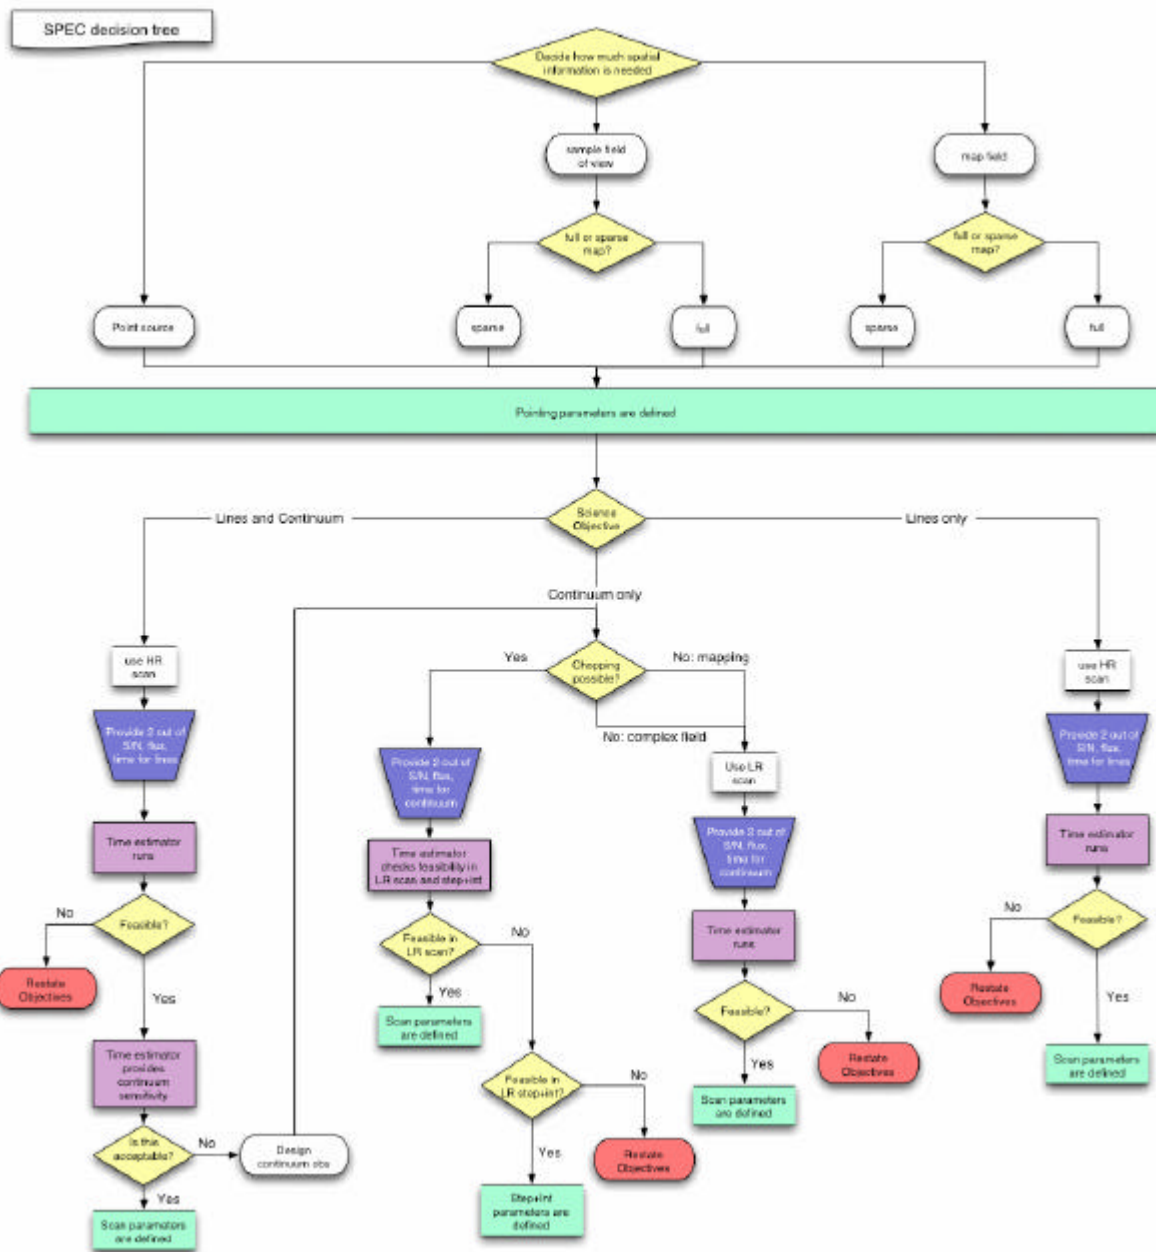 SPEC decision tree
Decide how much spatial
information is needed
sample field
of view
map field
full or sparse
map?
full or sparse
map?
Point source
sparse
full
sparse
full
Pointing parameters are defined
Lines and Continuum
Science
Objective
Lines only
Continuum only
use HR
scan
Yes
Chopping
possible?
No: mapping
No: complex field
use HR
scan
Provide 2 out of
S/N, flux,
time for lines
Provide 2 out of
S/N, flux,
time for
continuum
Use LR
scan
Provide 2 out of
S/N, flux,
time for lines
Time estimator
runs
Time estimator
checks feasibility in
LR scan and step+int
Provide 2 out of
S/N, flux,
time for
continuum
Time estimator
runs
No
Feasible?
Feasible in
LR scan?
No
Time estimator
runs
No
Feasible?
Restate
Objectives
Yes
Yes
Scan parameters
are defined
Feasible?
No
Restate
Objectives
Yes
Time estimator
provides
continuum
sensitivity
Feasible in
LR step+int?
No
Yes
Restate
Objectives
Scan parameters
are defined
Scan parameters
are defined
Is this
acceptable?
No
Design
continuum obs
Yes
Restate
Objectives
Yes
Scan parameters
are defined
Step+Int
parameters are
defined